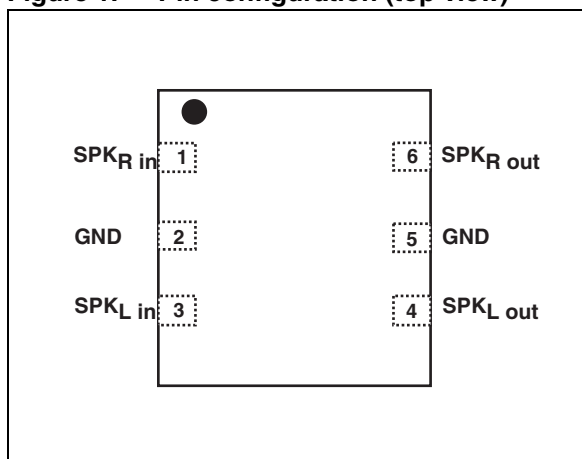 Figure 1. Pin configuration (top view)
SPKR in 1 6 SPKR out
GND 2 5 GND
SPKL in 3 4 SPKL out